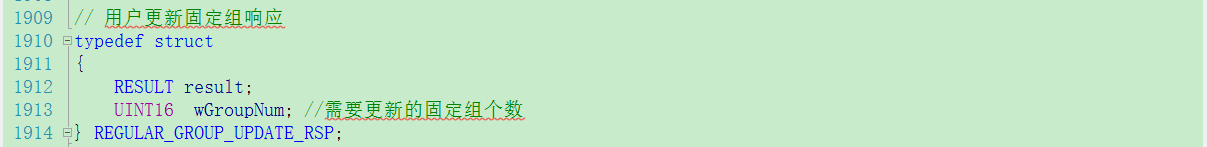 1909 // 用户更新固定组响应
1910 typedef struct
1911 {
1912 RESULT result;
1913 UINT16 wGroupNum; //需要更新的固定组个数
1914 } REGULAR_GROUP_UPDATE_RSP;